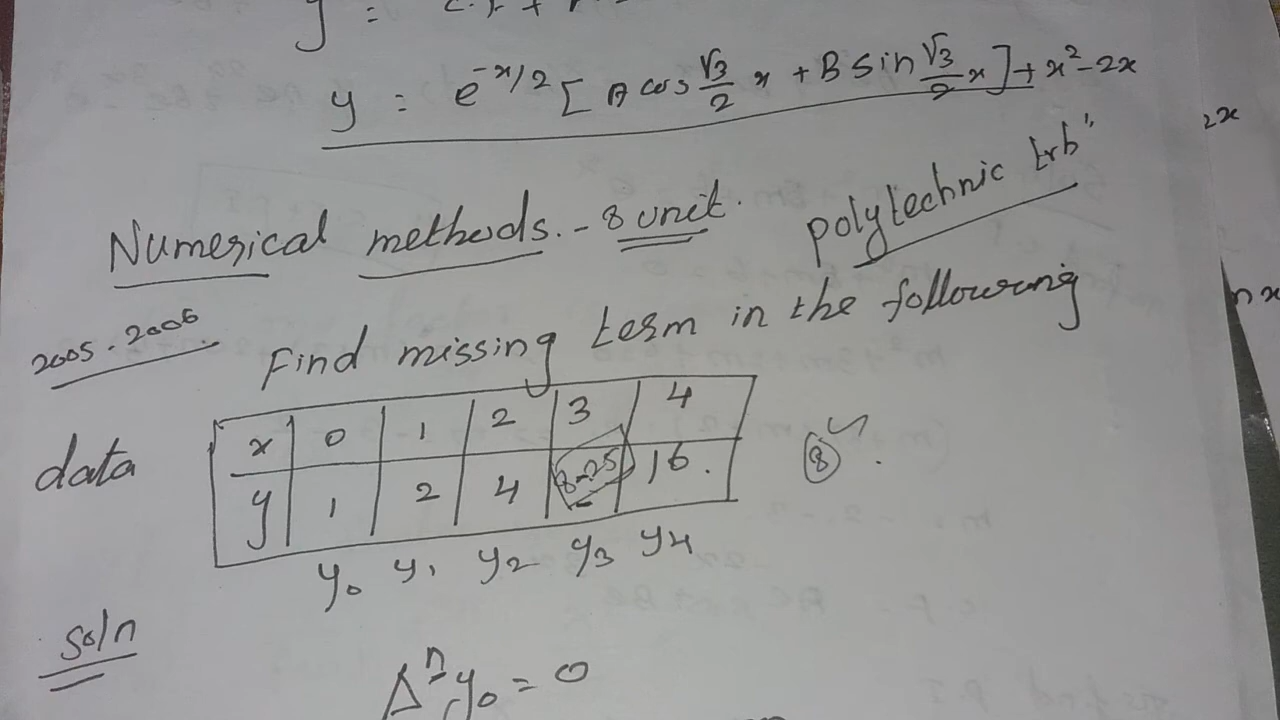 y = e^{-x/2} [A cos √3/2 x + B sin √3/2 x] + x² - 2x
2x
Numerical methods. - 8 unit.
polytechnic trb"
nx
2005-2006
Find missing term in the following
data
x 0 1 2 3 4
y 1 2 4 8-25 16.
8
y₀ y₁ y₂ y₃ y₄
Soln
Δⁿy₀ = 0